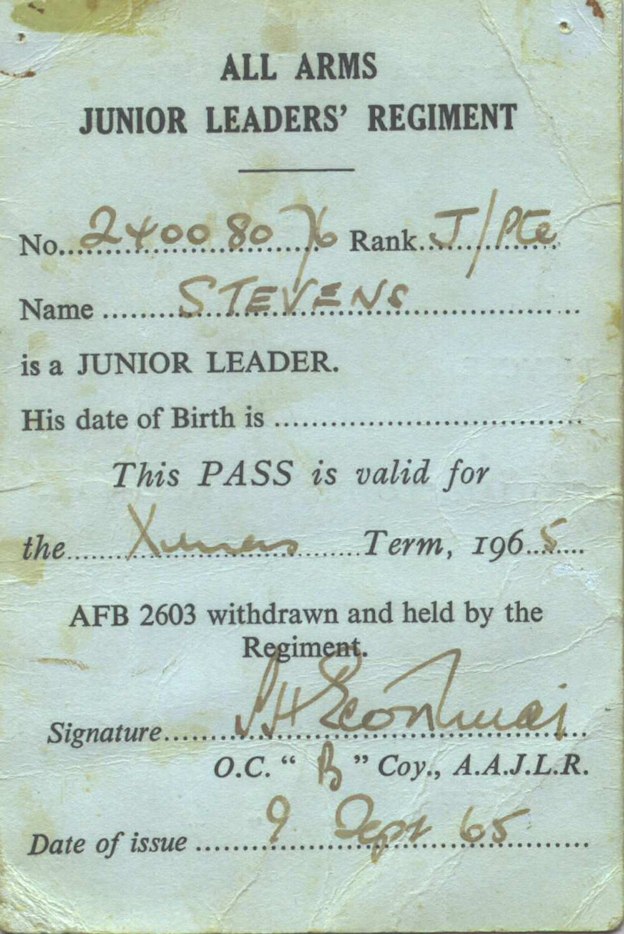 ALL ARMS
JUNIOR LEADERS' REGIMENT
No. 24008076 Rank J/Pte
Name STEVENS
is a JUNIOR LEADER.
His date of Birth is
This PASS is valid for
the Xmas Term, 1965
AFB 2603 withdrawn and held by the
Regiment.
Signature
O.C. "B" Coy., A.A.J.L.R.
Date of issue 9 Sept 65